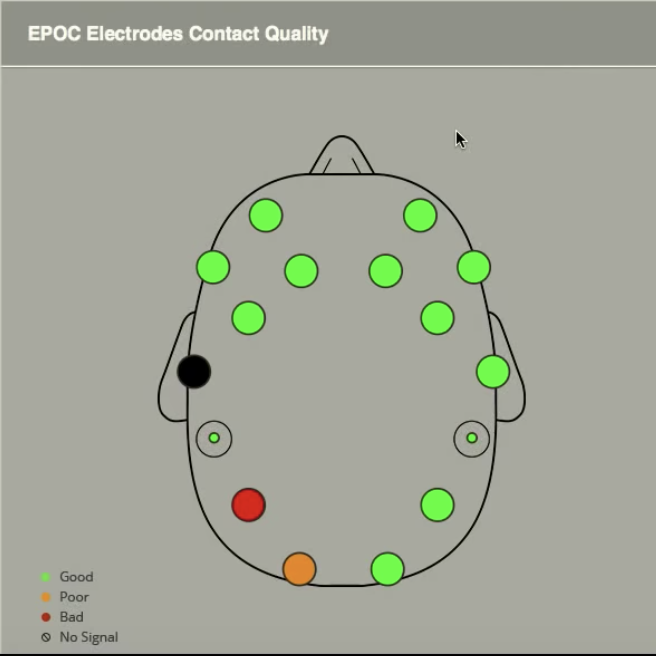 EPOC Electrodes Contact Quality
Good
Poor
Bad
No Signal